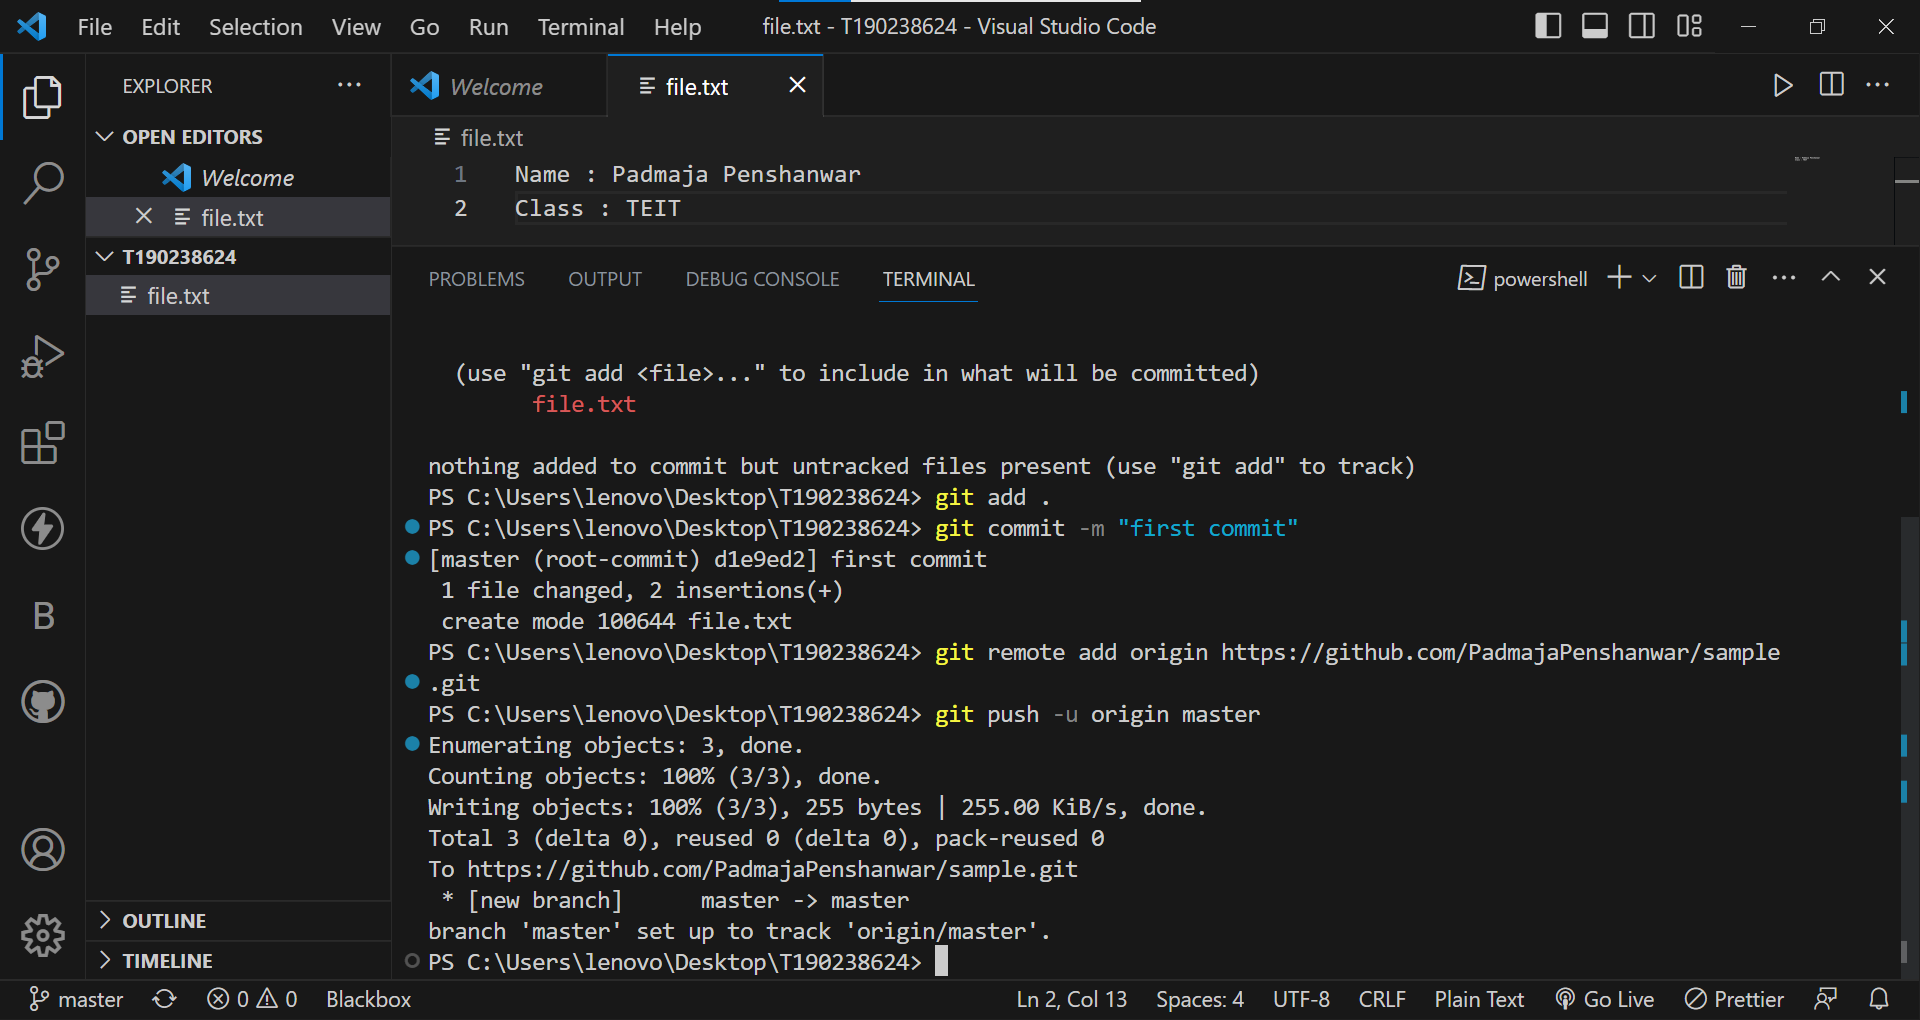 File Edit Selection View Go Run Terminal Help
file.txt - T190238624 - Visual Studio Code
EXPLORER
OPEN EDITORS
Welcome
file.txt
T190238624
file.txt
OUTLINE
TIMELINE
Welcome
file.txt
file.txt
1 Name : Padmaja Penshanwar
2 Class : TEIT
PROBLEMS OUTPUT DEBUG CONSOLE TERMINAL
powershell
(use "git add <file>..." to include in what will be committed)
file.txt
nothing added to commit but untracked files present (use "git add" to track)
PS C:\Users\lenovo\Desktop\T190238624> git add .
PS C:\Users\lenovo\Desktop\T190238624> git commit -m "first commit"
[master (root-commit) d1e9ed2] first commit
1 file changed, 2 insertions(+)
create mode 100644 file.txt
PS C:\Users\lenovo\Desktop\T190238624> git remote add origin https://github.com/PadmajaPenshanwar/sample
.git
PS C:\Users\lenovo\Desktop\T190238624> git push -u origin master
Enumerating objects: 3, done.
Counting objects: 100% (3/3), done.
Writing objects: 100% (3/3), 255 bytes | 255.00 KiB/s, done.
Total 3 (delta 0), reused 0 (delta 0), pack-reused 0
To https://github.com/PadmajaPenshanwar/sample.git
* [new branch] master -> master
branch 'master' set up to track 'origin/master'.
PS C:\Users\lenovo\Desktop\T190238624>
B
master 0 0 Blackbox
Ln 2, Col 13 Spaces: 4 UTF-8 CRLF Plain Text Go Live Prettier